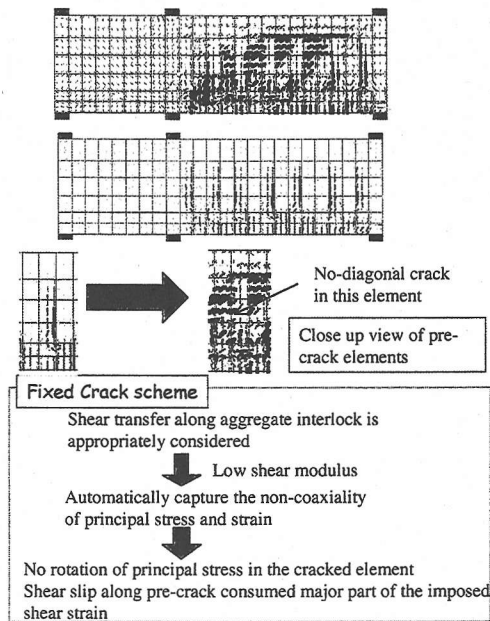 No-diagonal crack
in this element
Close up view of pre-
crack elements
Fixed Crack scheme
Shear transfer along aggregate interlock is
appropriately considered
Low shear modulus
Automatically capture the non-coaxiality
of principal stress and strain
No rotation of principal stress in the cracked element
Shear slip along pre-crack consumed major part of the imposed
shear strain